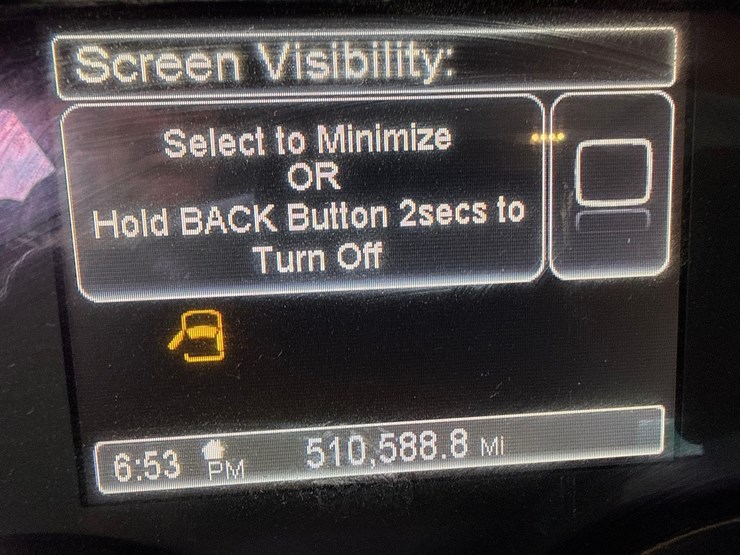 Screen Visibility:
Select to Minimize
OR
Hold BACK Button 2secs to
Turn Off
6:53 PM 510,588.8 MI